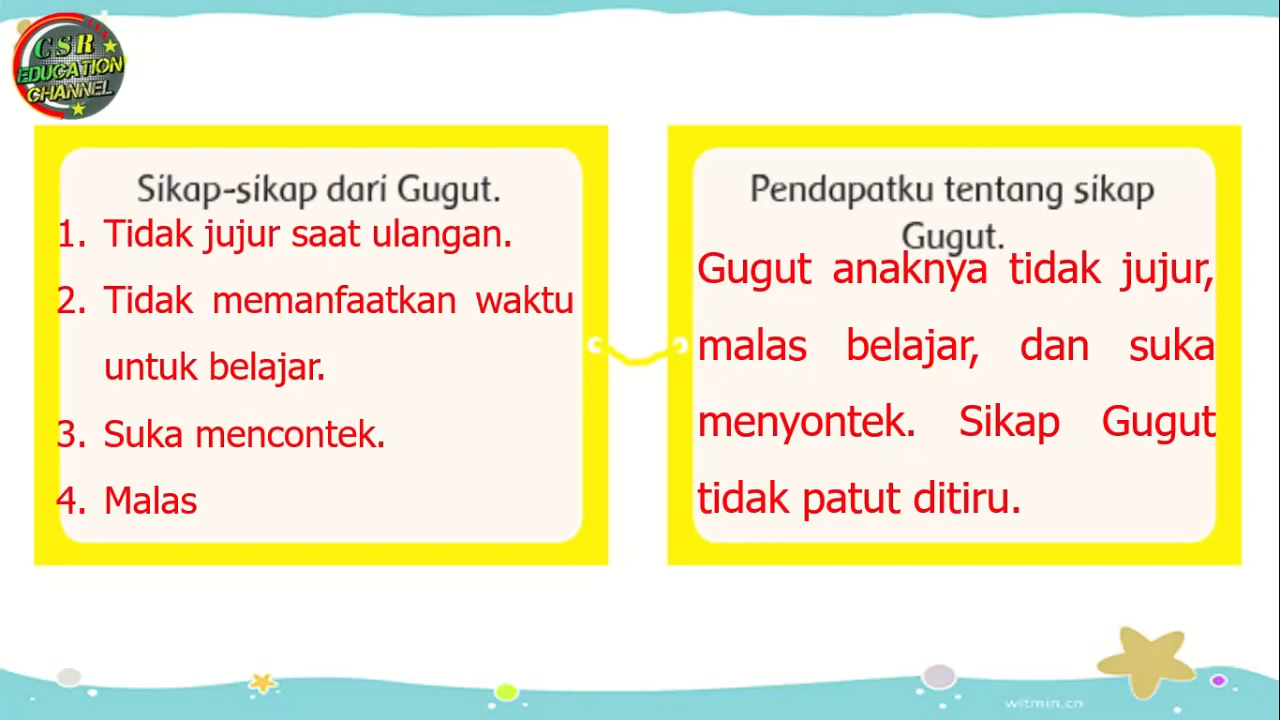 CSR
EDUCATION
CHANNEL
Sikap-sikap dari Gugut.
1. Tidak jujur saat ulangan.
2. Tidak memanfaatkan waktu
untuk belajar.
3. Suka mencontek.
4. Malas
Pendapatku tentang sikap
Gugut.
Gugut anaknya tidak jujur,
malas belajar, dan suka
menyontek. Sikap Gugut
tidak patut ditiru.
witmin.cn